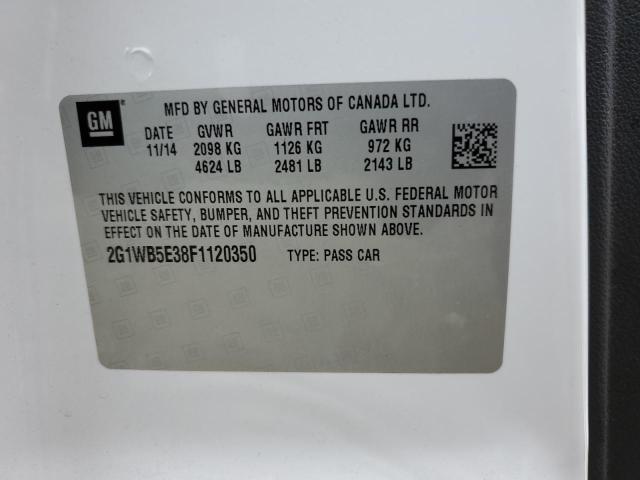 GM ® MFD BY GENERAL MOTORS OF CANADA LTD.
DATE GVWR GAWR FRT GAWR RR
11/14 2098 KG 1126 KG 972 KG
4624 LB 2481 LB 2143 LB
THIS VEHICLE CONFORMS TO ALL APPLICABLE U.S. FEDERAL MOTOR
VEHICLE SAFETY, BUMPER, AND THEFT PREVENTION STANDARDS IN
EFFECT ON THE DATE OF MANUFACTURE SHOWN ABOVE.
2G1WB5E38F1120350 TYPE: PASS CAR